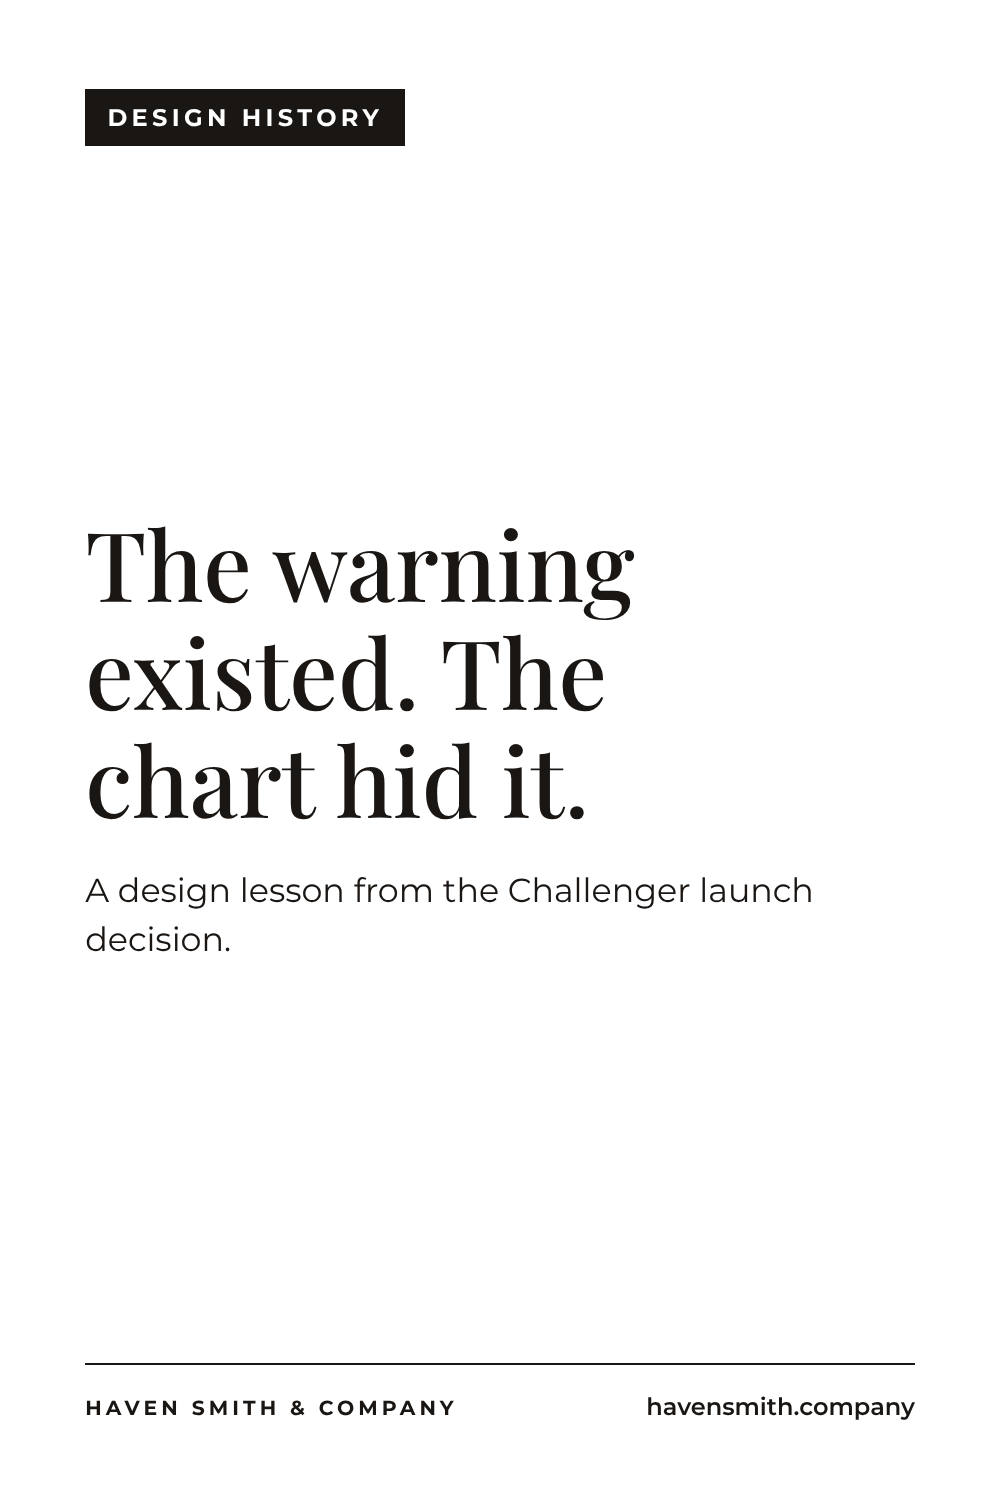 DESIGN HISTORY
The warning
existed. The
chart hid it.
A design lesson from the Challenger launch
decision.
HAVEN SMITH & COMPANY
havensmith.company